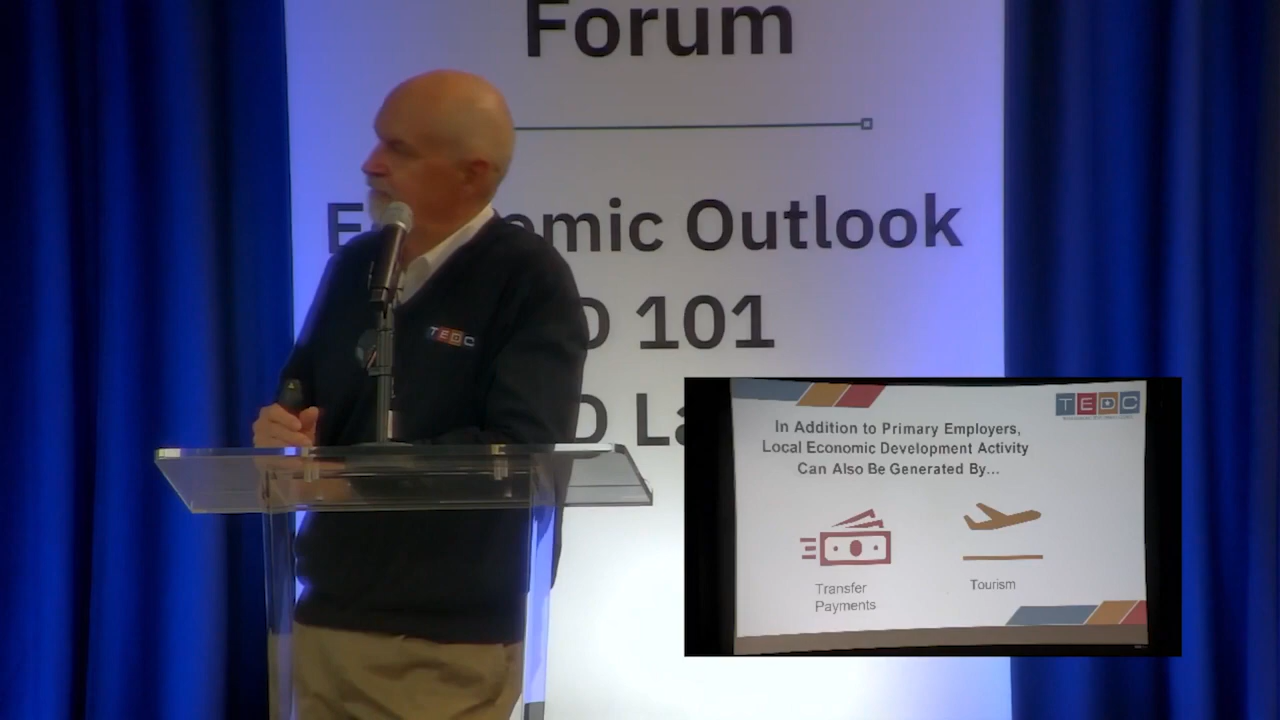 Forum
Outlook
101
TEDC
TEDC
In Addition to Primary Employers,
Local Economic Development Activity
Can Also Be Generated By...
Transfer
Payments
Tourism